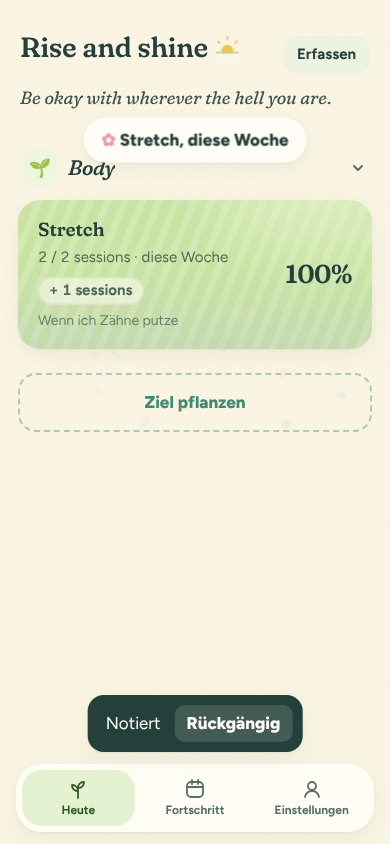 Rise and shine
Erfassen
Be okay with wherever the hell you are.
Stretch, diese Woche
Body
Stretch
2 / 2 sessions · diese Woche
+ 1 sessions
100%
Wenn ich Zähne putze
Ziel pflanzen
Notiert
Rückgängig
Heute
Fortschritt
Einstellungen